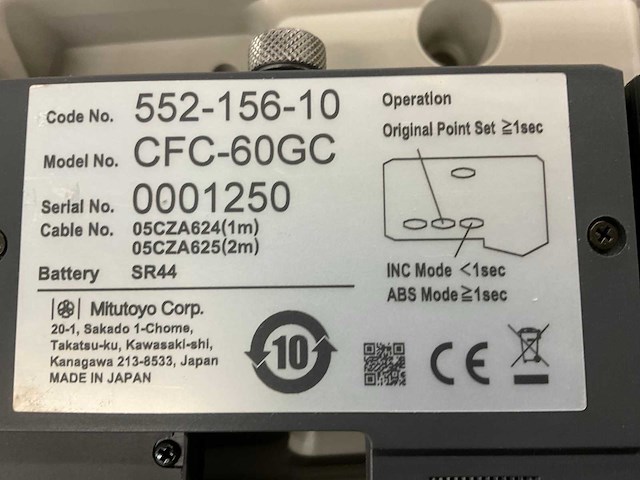 Code No. 552-156-10
Model No. CFC-60GC
Serial No. 0001250
Cable No. 05CZA624(1m)
05CZA625(2m)
Battery SR44
Mitutoyo Corp.
20-1, Sakado 1-Chome,
Takatsu-ku, Kawasaki-shi,
Kanagawa 213-8533, Japan
MADE IN JAPAN
10
Operation
Original Point Set ≧1sec
INC Mode <1sec
ABS Mode≧1sec
CE